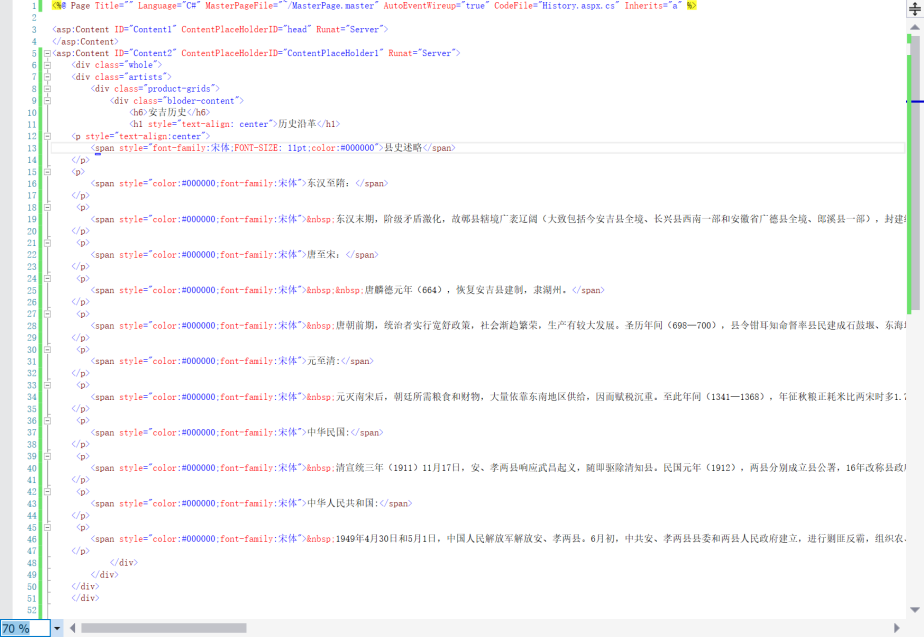 1 <%@ Page Title="" Language="C#" MasterPageFile="~/MasterPage.master" AutoEventWireup="true" CodeFile="History.aspx.cs" Inherits="a" %>
2
3 <asp:Content ID="Content1" ContentPlaceHolderID="head" Runat="Server">
4 </asp:Content>
5 <asp:Content ID="Content2" ContentPlaceHolderID="ContentPlaceHolder1" Runat="Server">
6 <div class="whole">
7 <div class="artists">
8 <div class="product-grids">
9 <div class="bloder-content">
10 <h6>安吉历史</h6>
11 <h1 style="text-align: center">历史沿革</h1>
12 <p style="text-align:center">
13 <span style="font-family:宋体;FONT-SIZE: 11pt;color:#000000">县史述略</span>
14 </p>
15 <p>
16 <span style="color:#000000;font-family:宋体">东汉至隋：</span>
17 </p>
18 <p>
19 <span style="color:#000000;font-family:宋体">&nbsp;东汉末期，阶级矛盾激化，故鄣县辖境广袤辽阔（大致包括今安吉县全境、长兴县西南一部和安徽省广德县全境、郎溪县一部），封建
20 </p>
21 <p>
22 <span style="color:#000000;font-family:宋体">唐至宋：</span>
23 </p>
24 <p>
25 <span style="color:#000000;font-family:宋体">&nbsp;&nbsp;唐麟德元年（664），恢复安吉县建制，隶湖州。</span>
26 </p>
27 <p>
28 <span style="color:#000000;font-family:宋体">&nbsp;唐朝前期，统治者实行宽舒政策，社会渐趋繁荣，生产有较大发展。圣历年间（698—700），县令钳耳知命督率县民建成石鼓堰、东海
29 </p>
30 <p>
31 <span style="color:#000000;font-family:宋体">元至清:</span>
32 </p>
33 <p>
34 <span style="color:#000000;font-family:宋体">&nbsp;元灭南宋后，朝廷所需粮食和财物，大量依靠东南地区供给，因而赋税沉重。至此年间（1341—1368），年征秋粮正耗米比两宋时多1.7
35 </p>
36 <p>
37 <span style="color:#000000;font-family:宋体">中华民国:</span>
38 </p>
39 <p>
40 <span style="color:#000000;font-family:宋体">&nbsp;清宣统三年（1911）11月17日，安、孝两县响应武昌起义，随即驱除清知县。民国元年（1912），两县分别成立县公署，16年改称县政
41 </p>
42 <p>
43 <span style="color:#000000;font-family:宋体">中华人民共和国:</span>
44 </p>
45 <p>
46 <span style="color:#000000;font-family:宋体">&nbsp;1949年4月30日和5月1日，中国人民解放军解放安、孝两县。6月初，中共安、孝两县县委和两县人民政府建立，进行剿匪反霸，组织农
47 </p>
48 </div>
49 </div>
50 </div>
51 </div>
52
70 %